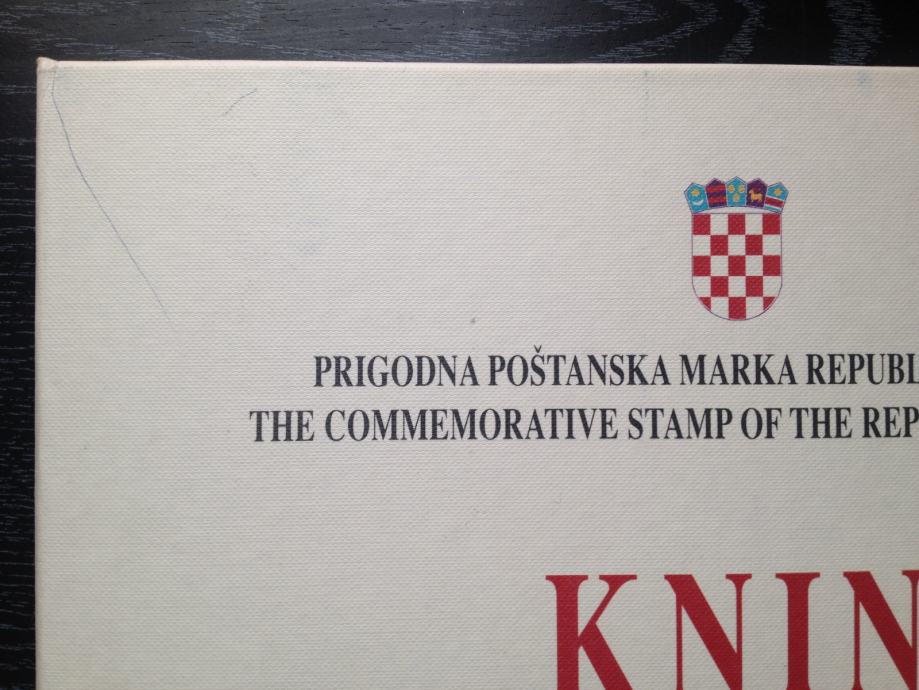 PRIGODNA POŠTANSKA MARKA REPUBL
THE COMMEMORATIVE STAMP OF THE REP
KNIN